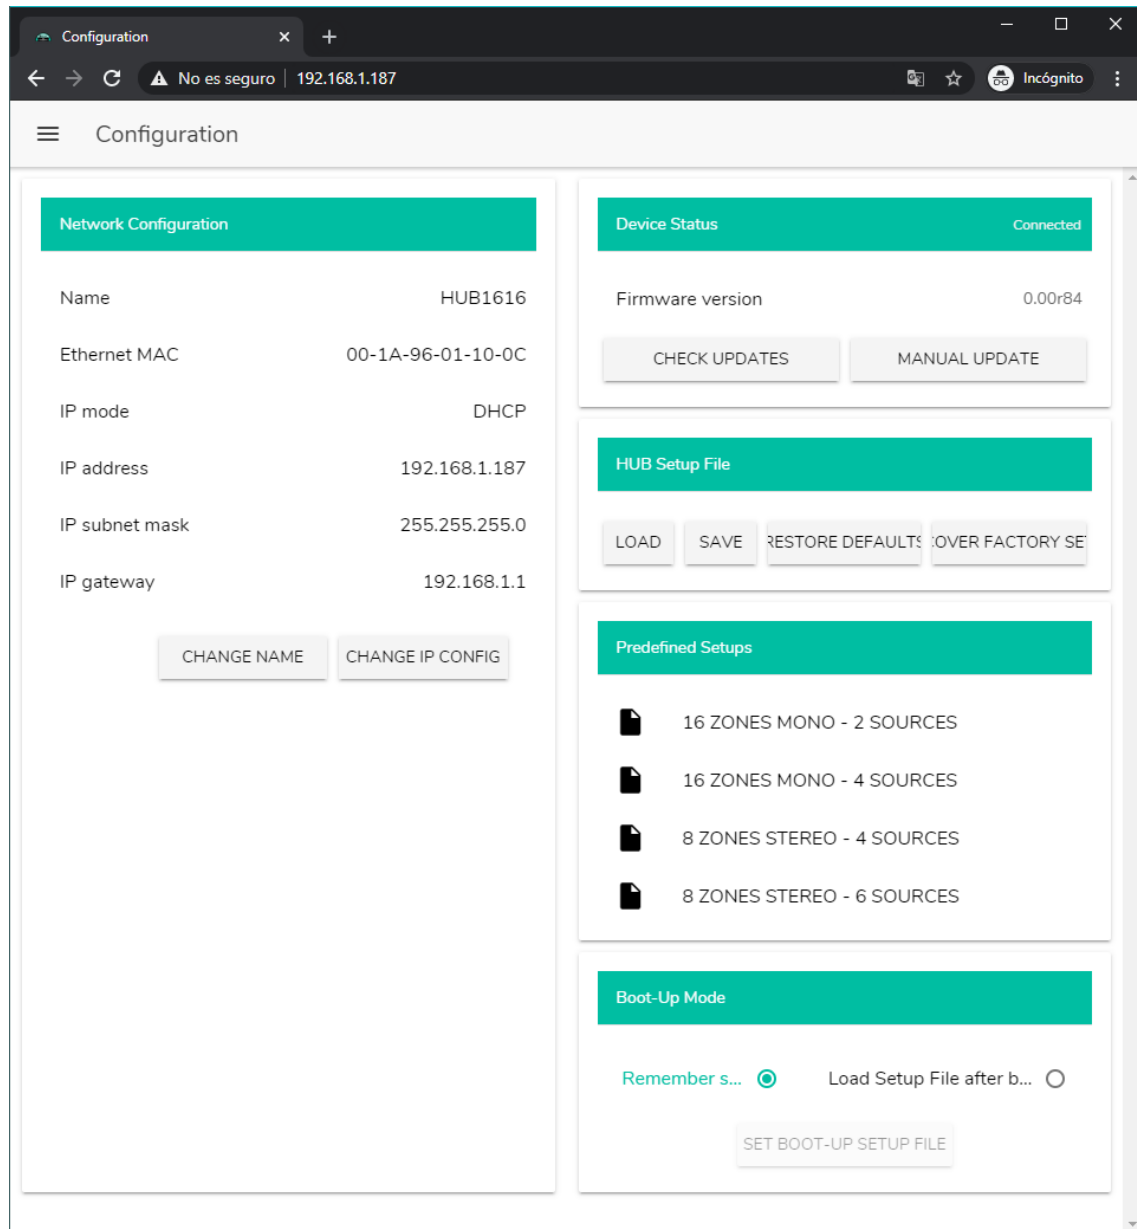 Configuration
No es seguro | 192.168.1.187
Incógnito
Configuration
Network Configuration
Name HUB1616
Ethernet MAC 00-1A-96-01-10-0C
IP mode DHCP
IP address 192.168.1.187
IP subnet mask 255.255.255.0
IP gateway 192.168.1.1
CHANGE NAME CHANGE IP CONFIG
Device Status Connected
Firmware version 0.00r84
CHECK UPDATES MANUAL UPDATE
HUB Setup File
LOAD SAVE RESTORE DEFAULTS COVER FACTORY SE
Predefined Setups
16 ZONES MONO - 2 SOURCES
16 ZONES MONO - 4 SOURCES
8 ZONES STEREO - 4 SOURCES
8 ZONES STEREO - 6 SOURCES
Boot-Up Mode
Remember s... Load Setup File after b...
SET BOOT-UP SETUP FILE